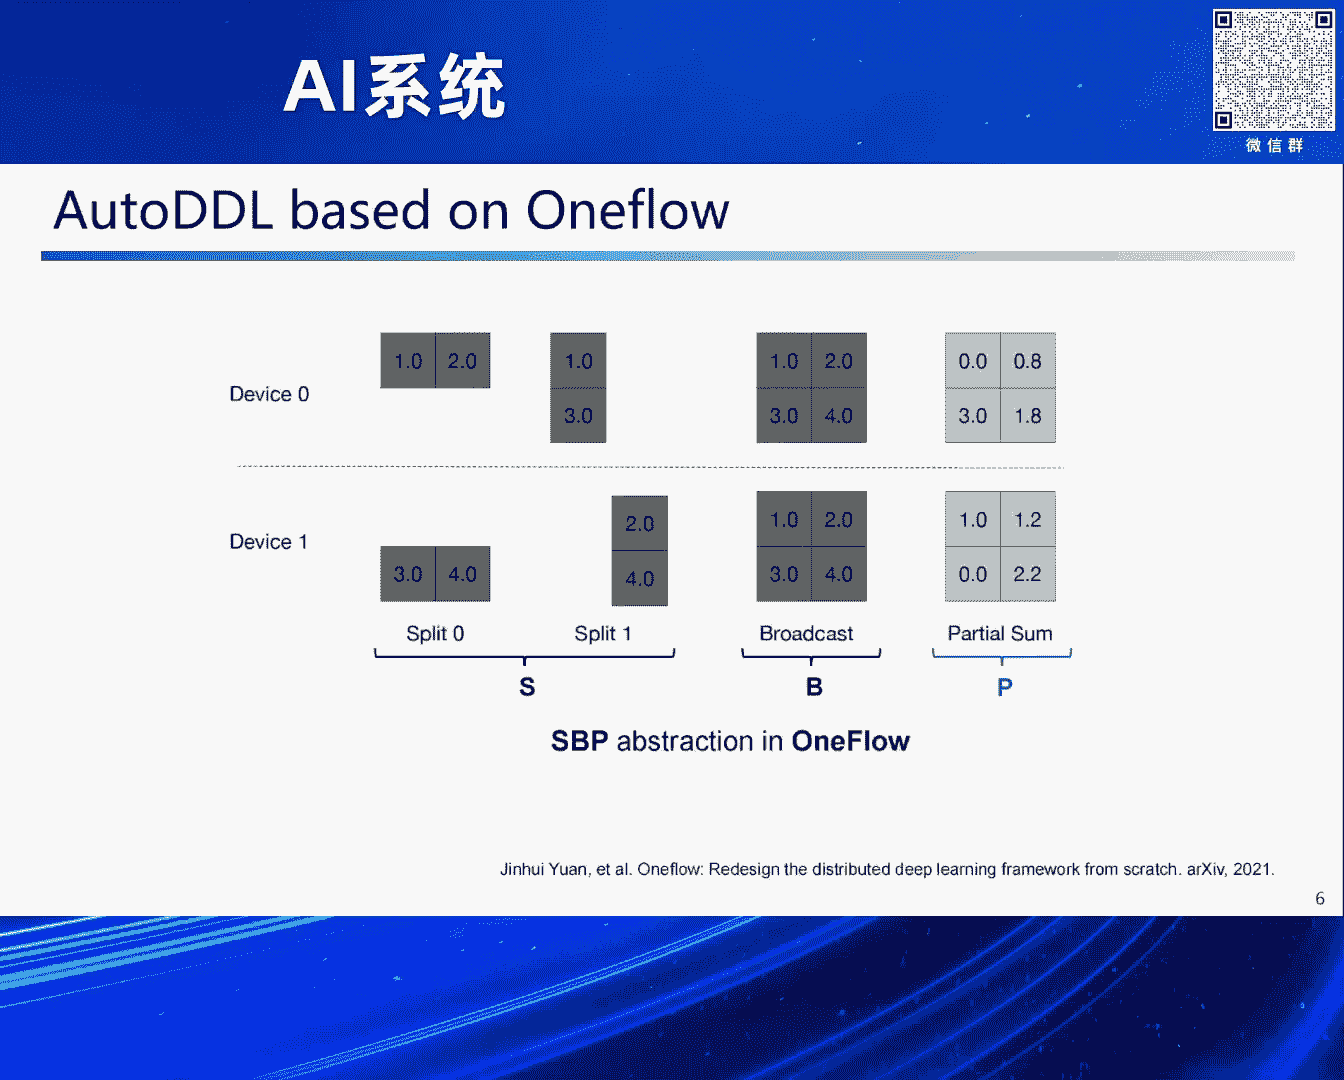 AI系统
微信群
AutoDDL based on Oneflow
1.0 2.0 1.0 1.0 2.0 0.0 0.8
Device 0
3.0 3.0 4.0 3.0 1.8
2.0 1.0 2.0 1.0 1.2
Device 1
3.0 4.0 4.0 3.0 4.0 0.0 2.2
Split 0 Split 1 Broadcast Partial Sum
S B P
SBP abstraction in OneFlow
Jinhui Yuan, et al. Oneflow: Redesign the distributed deep learning framework from scratch. arXiv, 2021.
6